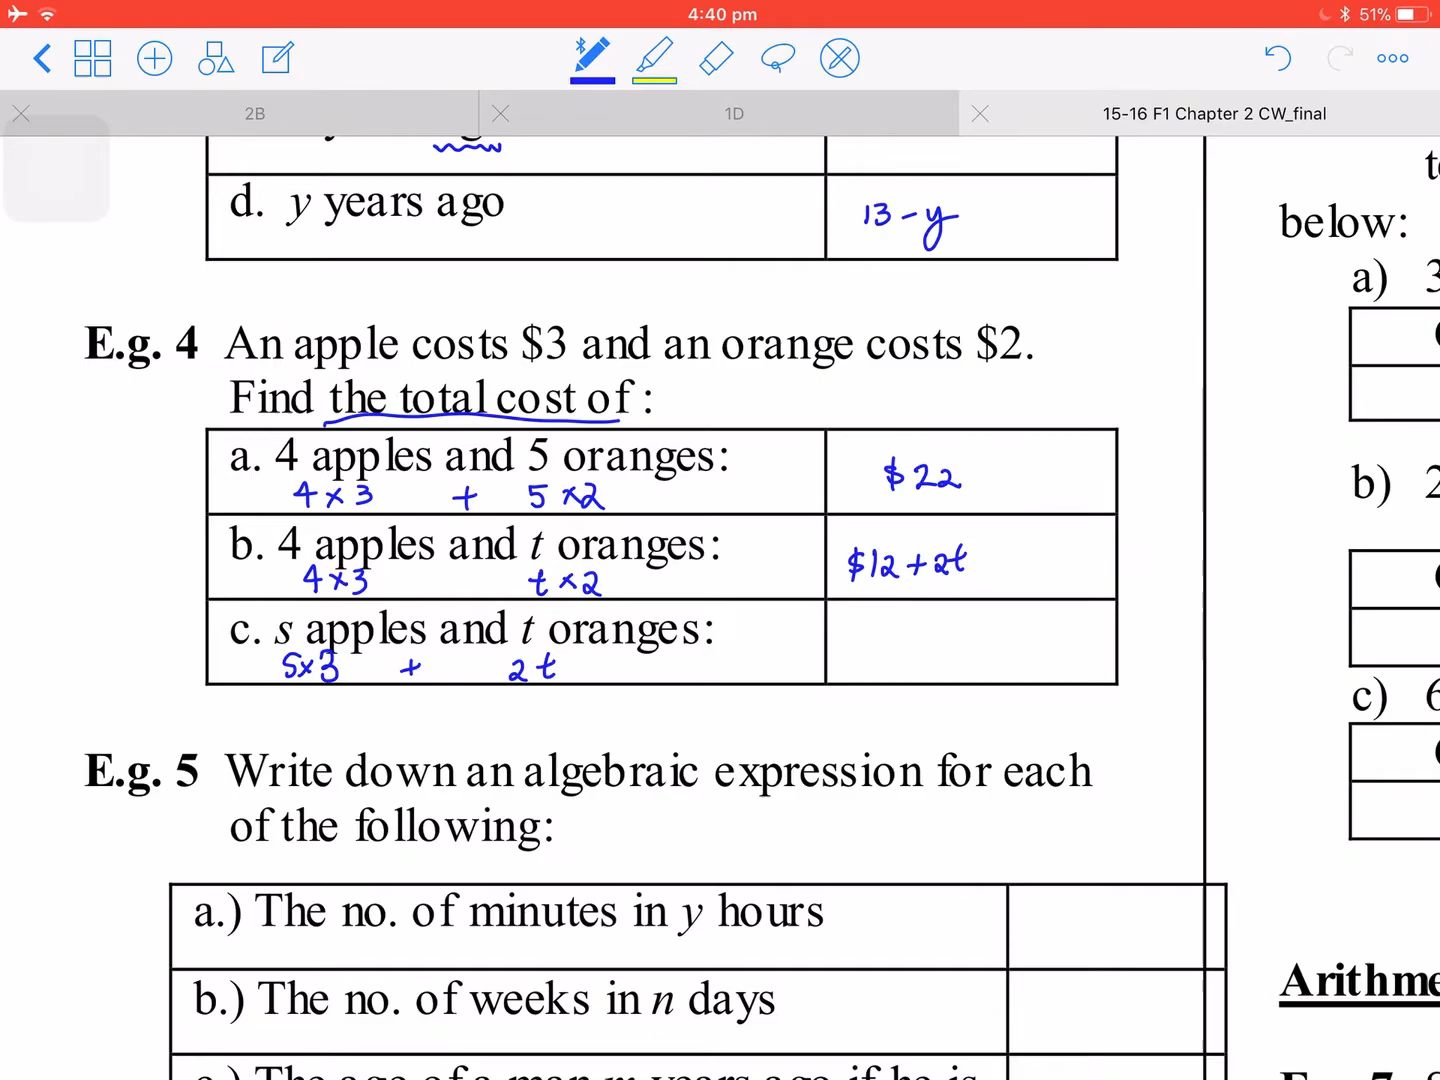 4:40 pm
51%
2B
1D
15-16 F1 Chapter 2 CW_final
d. y years ago
13 - y
E.g. 4 An apple costs $3 and an orange costs $2.
Find the total cost of :
a. 4 apples and 5 oranges:
4 × 3 + 5 × 2
$22
b. 4 apples and t oranges:
4 × 3 t × 2
$12 + 2t
c. s apples and t oranges:
s × 3 + 2t
E.g. 5 Write down an algebraic expression for each
of the following:
a.) The no. of minutes in y hours
b.) The no. of weeks in n days
below:
a) 3
b) 2
c) 6
Arithme